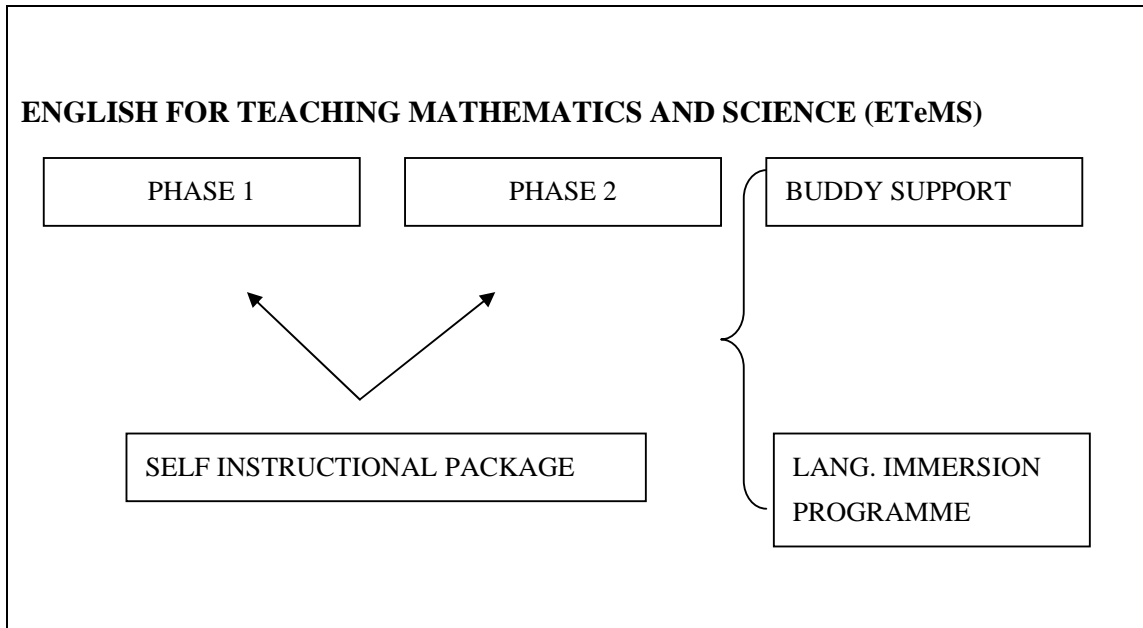 ENGLISH FOR TEACHING MATHEMATICS AND SCIENCE (ETeMS)
PHASE 1
PHASE 2
BUDDY SUPPORT
SELF INSTRUCTIONAL PACKAGE
LANG. IMMERSION
PROGRAMME